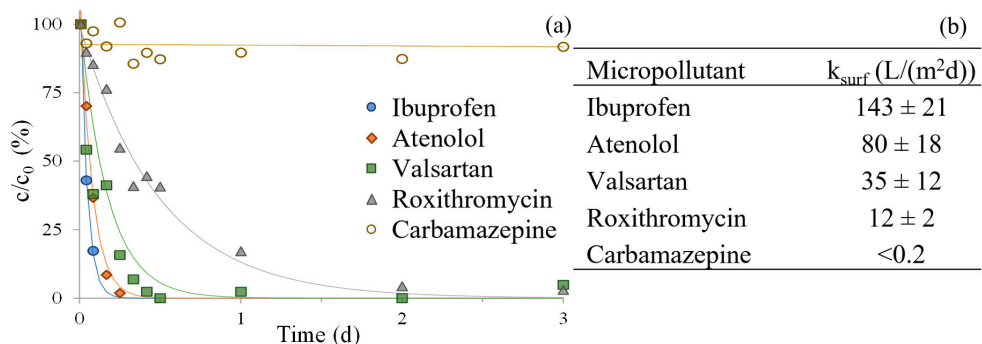 (a)
100
75
50
25
0
c/c₀ (%)
Ibuprofen
Atenolol
Valsartan
Roxithromycin
Carbamazepine
0 1 2 3
Time (d)
(b)
Micropollutant k_surf (L/(m²d))
Ibuprofen 143 ± 21
Atenolol 80 ± 18
Valsartan 35 ± 12
Roxithromycin 12 ± 2
Carbamazepine <0.2